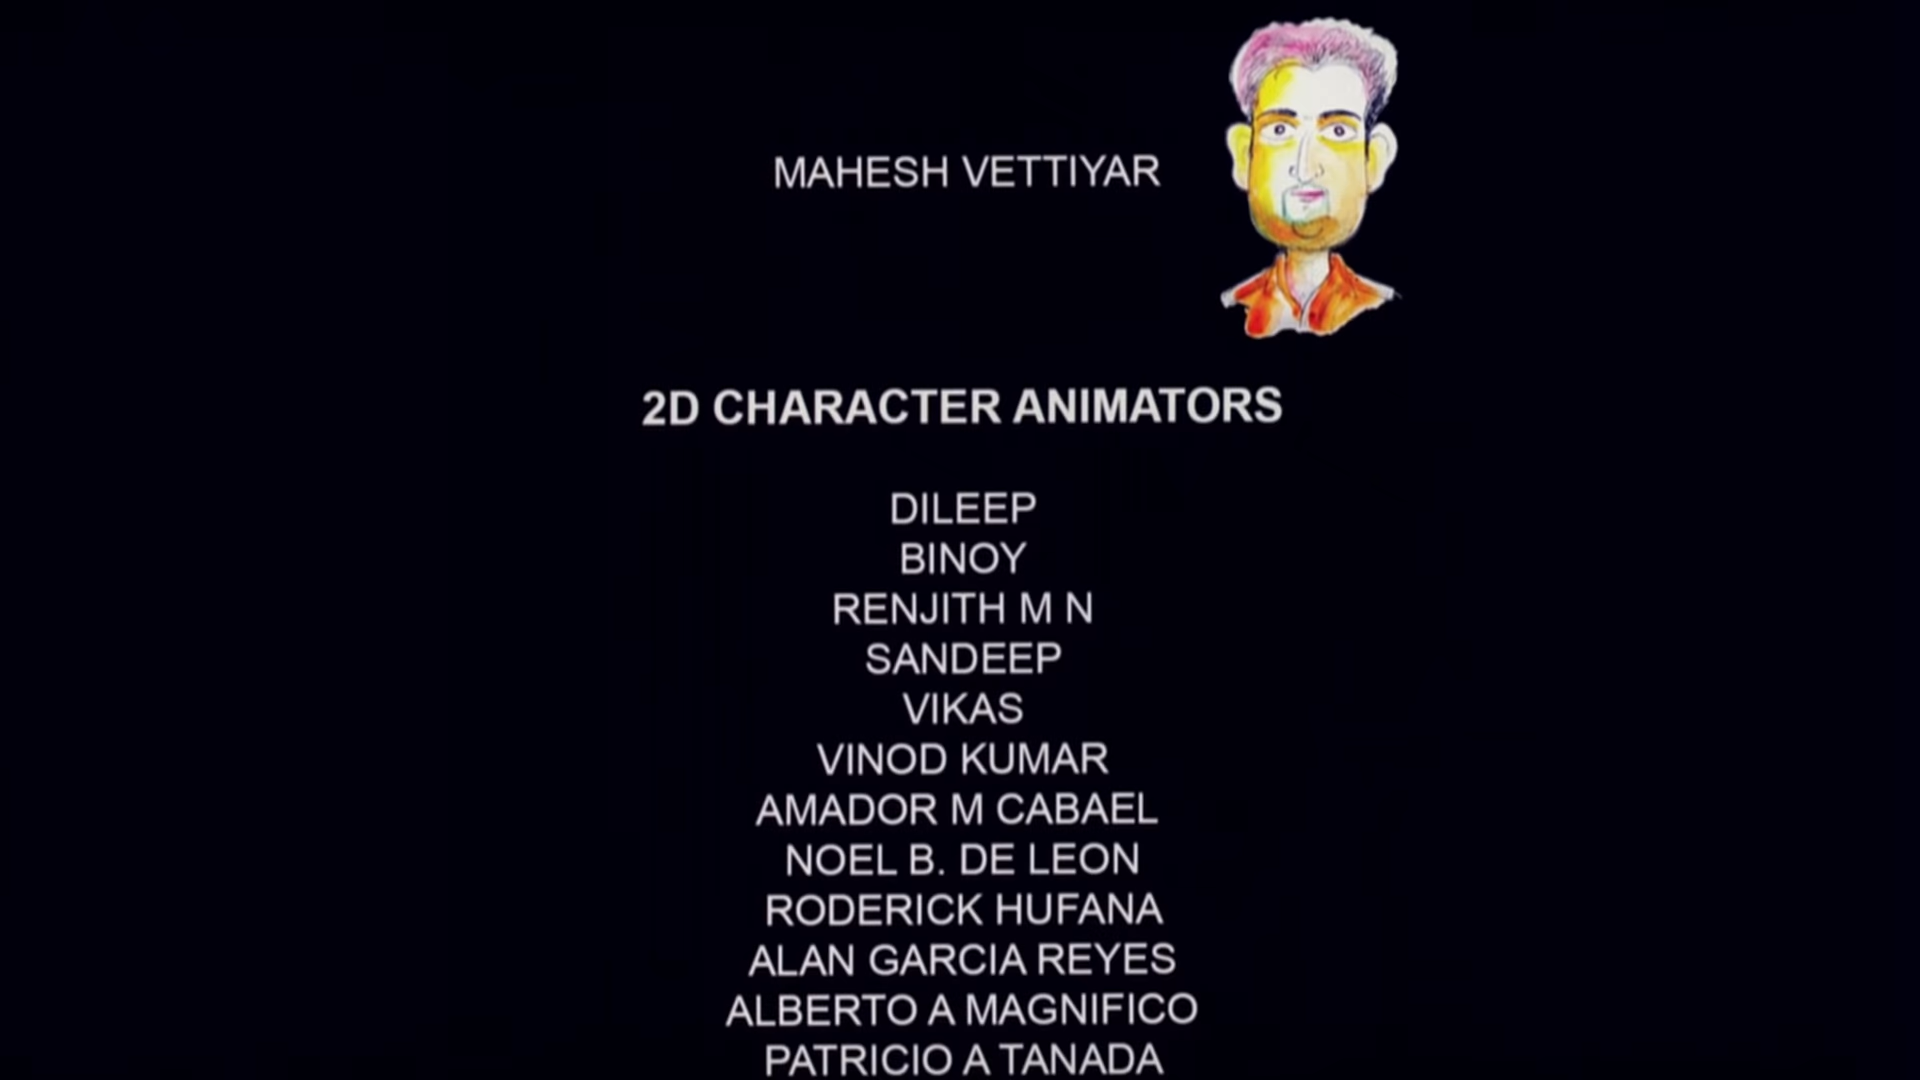 MAHESH VETTIYAR
2D CHARACTER ANIMATORS
DILEEP
BINOY
RENJITH M N
SANDEEP
VIKAS
VINOD KUMAR
AMADOR M CABAEL
NOEL B. DE LEON
RODERICK HUFANA
ALAN GARCIA REYES
ALBERTO A MAGNIFICO
PATRICIO A TANADA